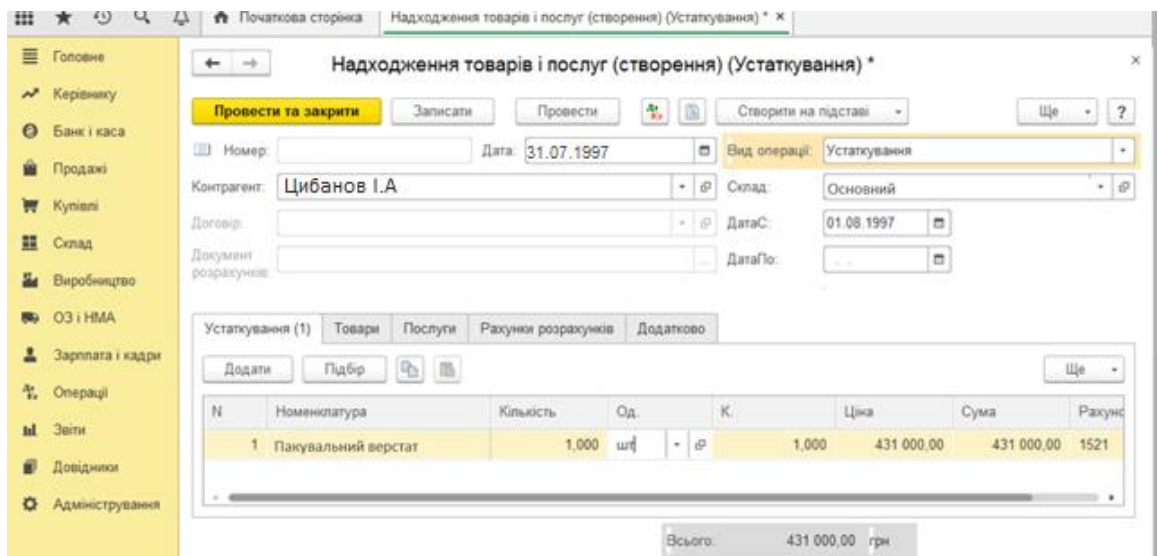 Початкова сторінка Надходження товарів і послуг (створення) (Устаткування) * ×
Головне
Керівнику
Банк і каса
Продажі
Купівлі
Склад
Виробництво
ОЗ і НМА
Зарплата і кадри
Операції
Звіти
Довідники
Адміністрування
Надходження товарів і послуг (створення) (Устаткування) *
Провести та закрити Записати Провести Створити на підставі Ще ?
Номер: Дата: 31.07.1997 Вид операції: Устаткування
Контрагент: Цибанов І.А Склад: Основний
Договір: ДатаС: 01.08.1997
Документ розрахунків: ДатаПо: . .
Устаткування (1) Товари Послуги Рахунки розрахунків Додатково
Додати Підбір Ще
N Номенклатура Кількість Од. К. Ціна Сума Рахуно
1 Пакувальний верстат 1,000 шт 1,000 431 000,00 431 000,00 1521
Всього: 431 000,00 грн